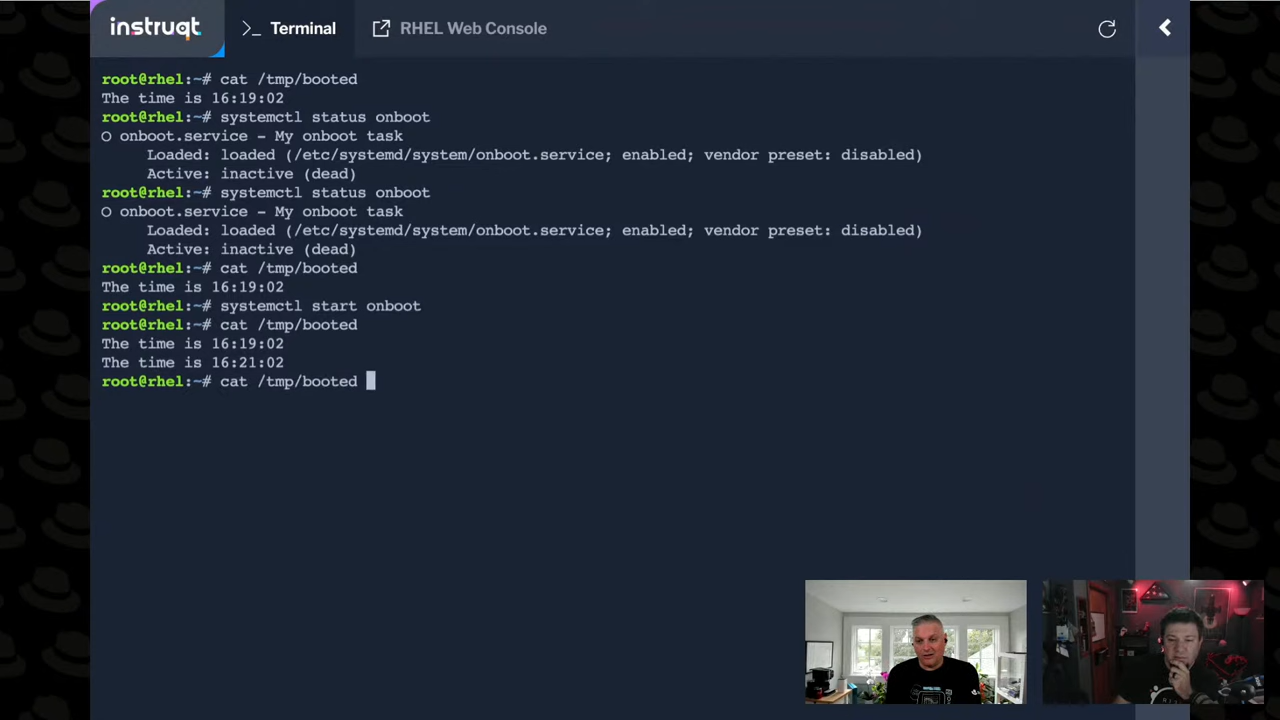 instruqt
>_ Terminal
RHEL Web Console
root@rhel:~# cat /tmp/booted
The time is 16:19:02
root@rhel:~# systemctl status onboot
○ onboot.service - My onboot task
Loaded: loaded (/etc/systemd/system/onboot.service; enabled; vendor preset: disabled)
Active: inactive (dead)
root@rhel:~# systemctl status onboot
○ onboot.service - My onboot task
Loaded: loaded (/etc/systemd/system/onboot.service; enabled; vendor preset: disabled)
Active: inactive (dead)
root@rhel:~# cat /tmp/booted
The time is 16:19:02
root@rhel:~# systemctl start onboot
root@rhel:~# cat /tmp/booted
The time is 16:19:02
The time is 16:21:02
root@rhel:~# cat /tmp/booted